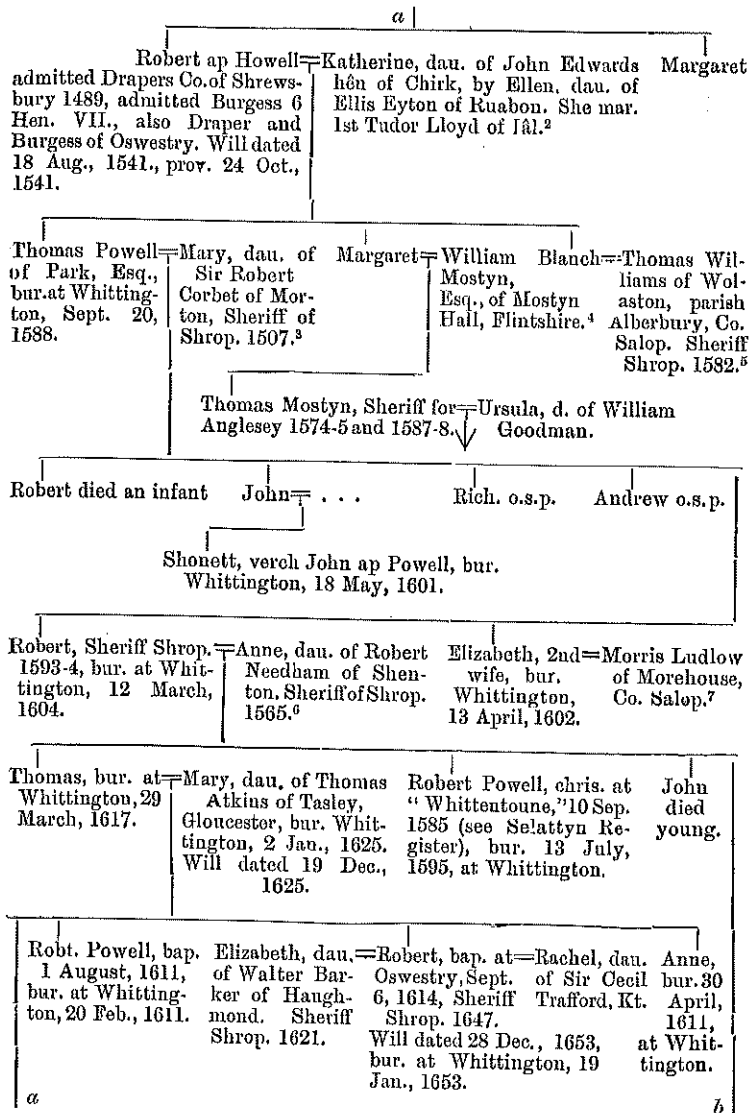 a
Robert ap Howell
admitted Drapers Co. of Shrews-
bury 1489, admitted Burgess 6
Hen. VII., also Draper and
Burgess of Oswestry. Will dated
18 Aug., 1541., prov. 24 Oct.,
1541.
Katherine, dau. of John Edwards
hên of Chirk, by Ellen, dau. of
Ellis Eyton of Ruabon. She mar.
1st Tudor Lloyd of Iâl.²
Margaret
Thomas Powell
of Park, Esq.,
bur. at Whitting-
ton, Sept. 20,
1588.
Mary, dau. of
Sir Robert
Corbet of Mor-
ton, Sheriff of
Shrop. 1507.³
Margaret
William
Mostyn,
Esq., of Mostyn
Hall, Flintshire.⁴
Blanch
Thomas Wil-
liams of Wol-
aston, parish
Alberbury, Co.
Salop. Sheriff
Shrop. 1582.⁵
Thomas Mostyn, Sheriff for
Anglesey 1574-5 and 1587-8.
Ursula, d. of William
Goodman.
Robert died an infant
John = . . .
Rich. o.s.p.
Andrew o.s.p.
Shonett, verch John ap Powell, bur.
Whittington, 18 May, 1601.
Robert, Sheriff Shrop.
1593-4, bur. at Whit-
tington, 12 March,
1604.
Anne, dau. of Robert
Needham of Shen-
ton. Sheriff of Shrop.
1565.⁶
Elizabeth, 2nd
wife, bur.
Whittington,
13 April, 1602.
Morris Ludlow
of Morehouse,
Co. Salop.⁷
Thomas, bur. at
Whittington, 29
March, 1617.
Mary, dau. of Thomas
Atkins of Tasley,
Gloucester, bur. Whit-
tington, 2 Jan., 1625.
Will dated 19 Dec.,
1625.
Robert Powell, chris. at
"Whittentoune," 10 Sep.
1585 (see Selattyn Re-
gister), bur. 13 July,
1595, at Whittington.
John
died
young.
Robt. Powell, bap.
1 August, 1611,
bur. at Whitting-
ton, 20 Feb., 1611.
Elizabeth, dau.
of Walter Bar-
ker of Haugh-
mond. Sheriff
Shrop. 1621.
Robert, bap. at
Oswestry, Sept.
6, 1614, Sheriff
Shrop. 1647.
Will dated 28 Dec., 1653,
bur. at Whittington, 19
Jan., 1653.
Rachel, dau.
of Sir Cecil
Trafford, Kt.
Anne,
bur. 30
April,
1611,
at Whit-
tington.
a
b